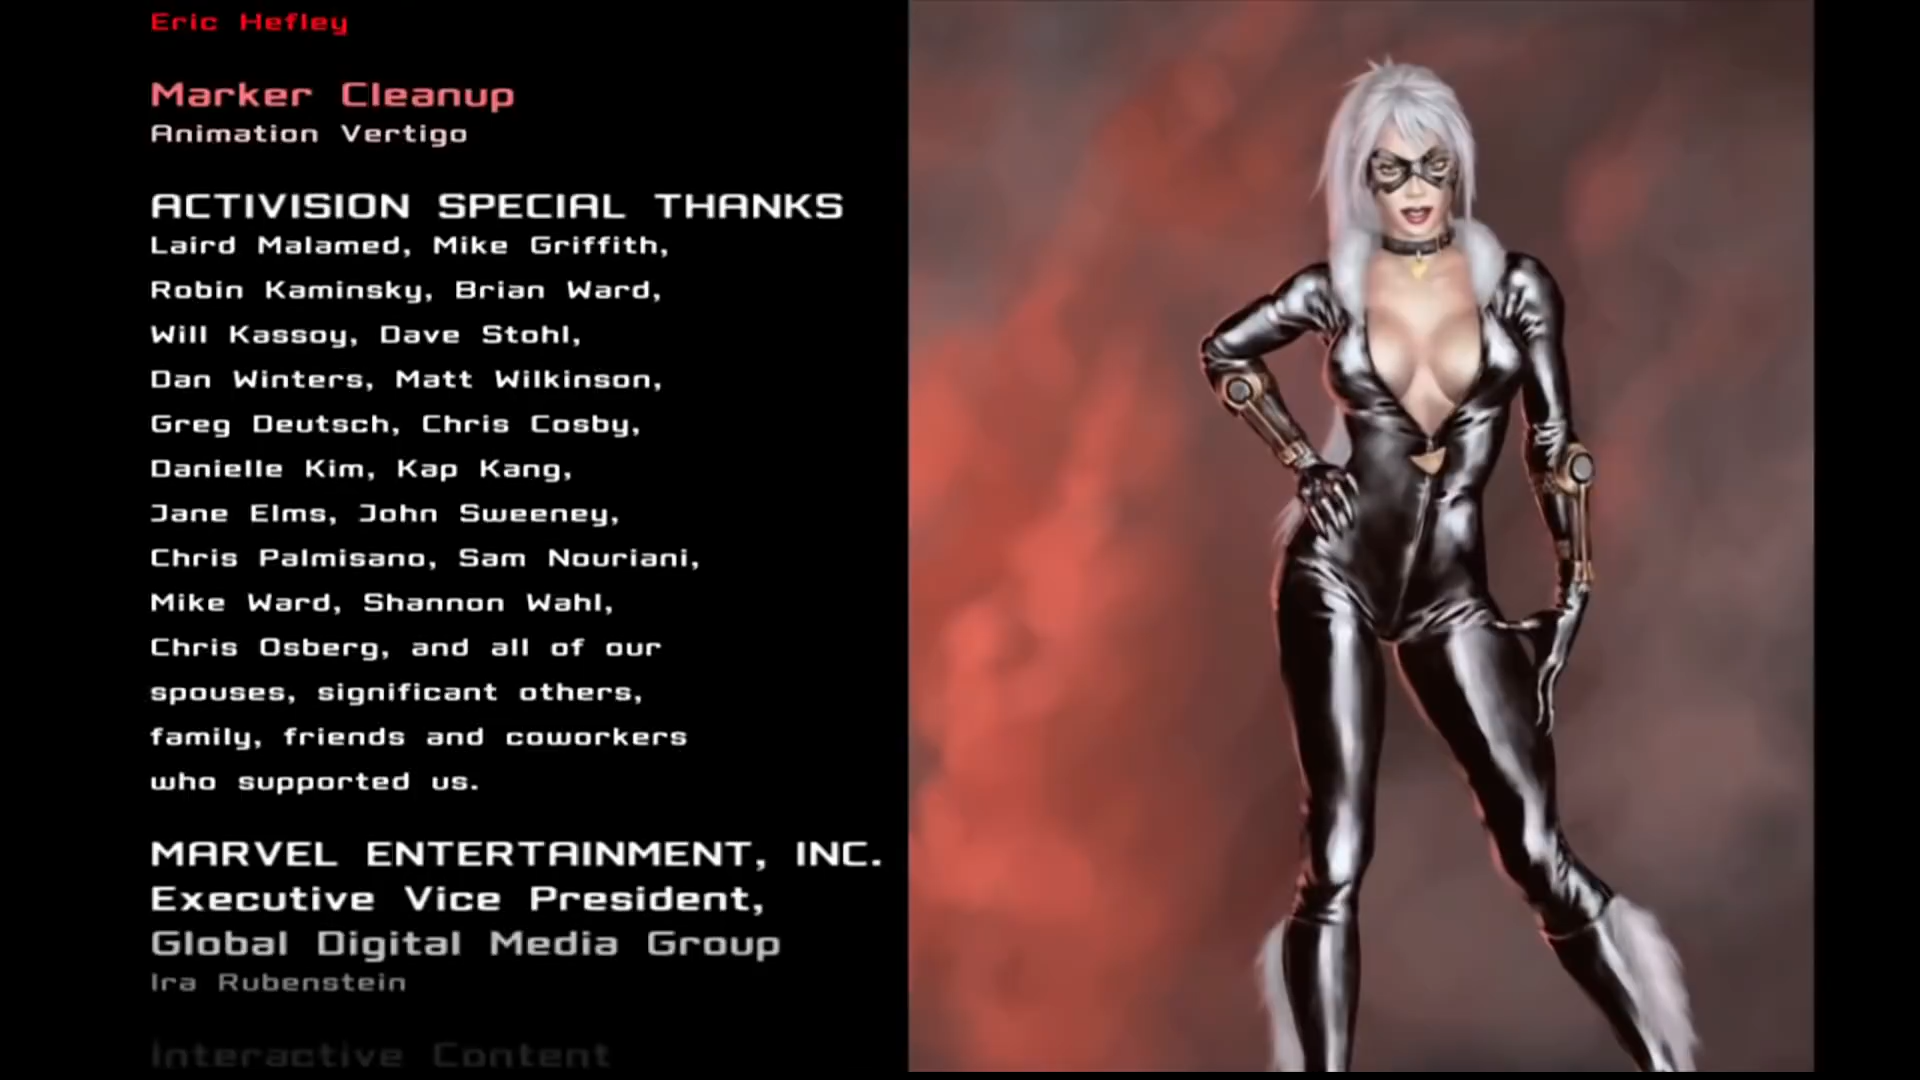 Eric Hefley
Marker Cleanup
Animation Vertigo
ACTIVISION SPECIAL THANKS
Laird Malamed, Mike Griffith,
Robin Kaminsky, Brian Ward,
Will Kassoy, Dave Stohl,
Dan Winters, Matt Wilkinson,
Greg Deutsch, Chris Cosby,
Danielle Kim, Kap Kang,
Jane Elms, John Sweeney,
Chris Palmisano, Sam Nouriani,
Mike Ward, Shannon Wahl,
Chris Osberg, and all of our
spouses, significant others,
family, friends and coworkers
who supported us.
MARVEL ENTERTAINMENT, INC.
Executive Vice President,
Global Digital Media Group
Ira Rubenstein
Interactive Content